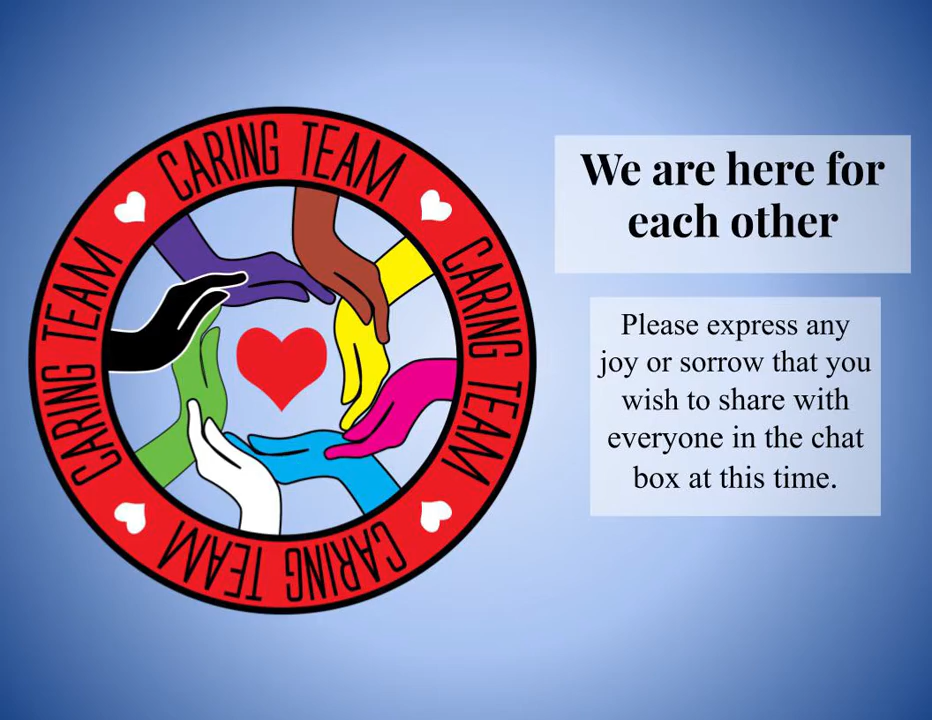 CARING TEAM
CARING TEAM
CARING TEAM
CARING TEAM
We are here for
each other
Please express any
joy or sorrow that you
wish to share with
everyone in the chat
box at this time.